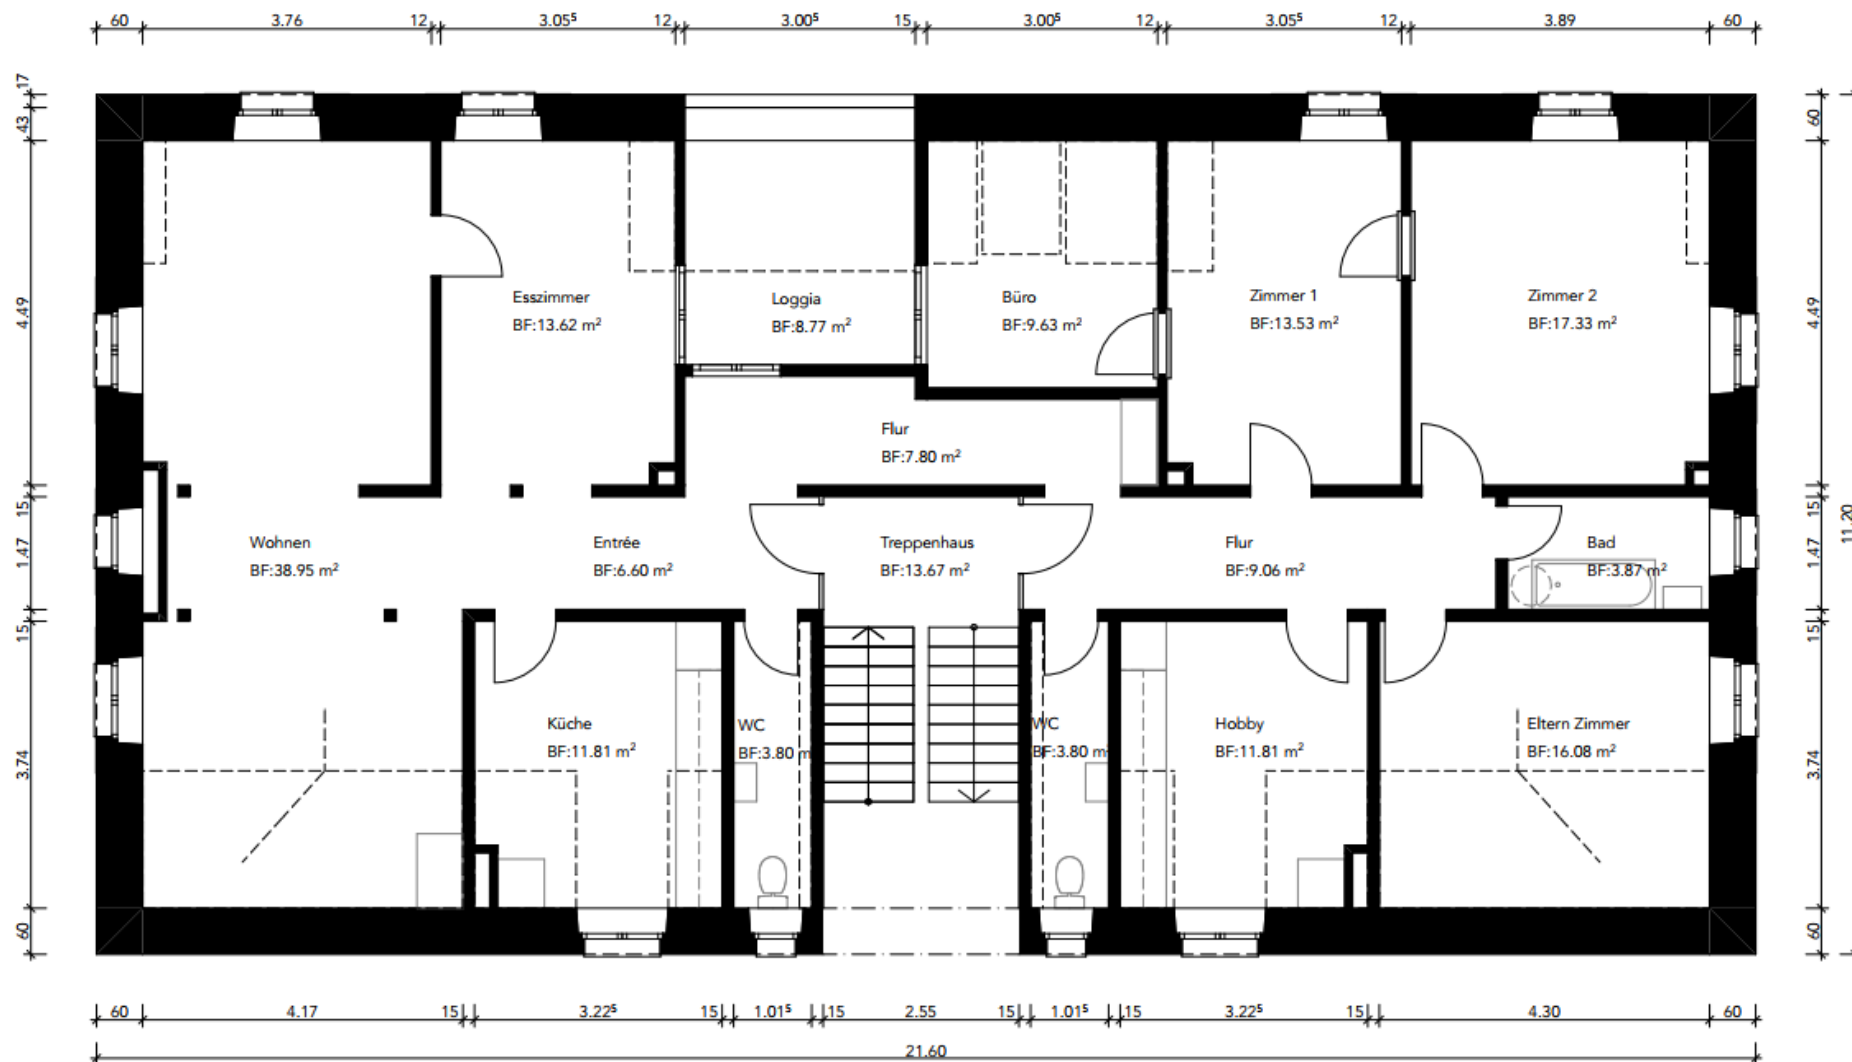 60 3.76 12 3.05⁵ 12 3.00⁵ 15 3.00⁵ 12 3.05⁵ 12 3.89 60
17
43
4.49
15
1.47
15
3.74
60
Esszimmer
BF:13.62 m²
Loggia
BF:8.77 m²
Büro
BF:9.63 m²
Zimmer 1
BF:13.53 m²
Zimmer 2
BF:17.33 m²
Flur
BF:7.80 m²
Wohnen
BF:38.95 m²
Entrée
BF:6.60 m²
Treppenhaus
BF:13.67 m²
Flur
BF:9.06 m²
Bad
BF:3.87 m²
Küche
BF:11.81 m²
WC
BF:3.80 m
WC
BF:3.80 m²
Hobby
BF:11.81 m²
Eltern Zimmer
BF:16.08 m²
60
4.49
15
1.47
15
3.74
60
11.20
60 4.17 15 3.22⁵ 15 1.01⁵ 15 2.55 15 1.01⁵ 15 3.22⁵ 15 4.30 60
21.60